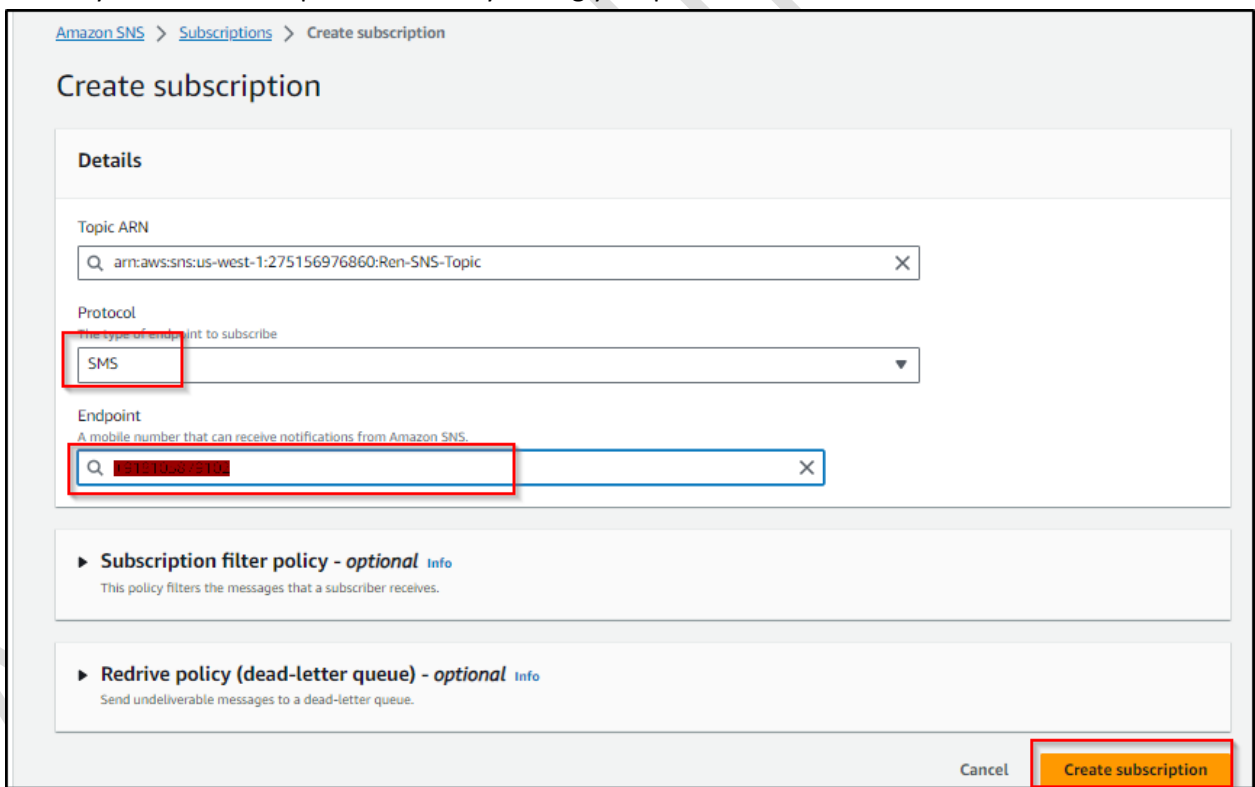 Amazon SNS > Subscriptions > Create subscription
Create subscription
Details
Topic ARN
arn:aws:sns:us-west-1:275156976860:Ren-SNS-Topic
Protocol
The type of endpoint to subscribe
SMS
Endpoint
A mobile number that can receive notifications from Amazon SNS.
Subscription filter policy - optional Info
This policy filters the messages that a subscriber receives.
Redrive policy (dead-letter queue) - optional Info
Send undeliverable messages to a dead-letter queue.
Cancel Create subscription